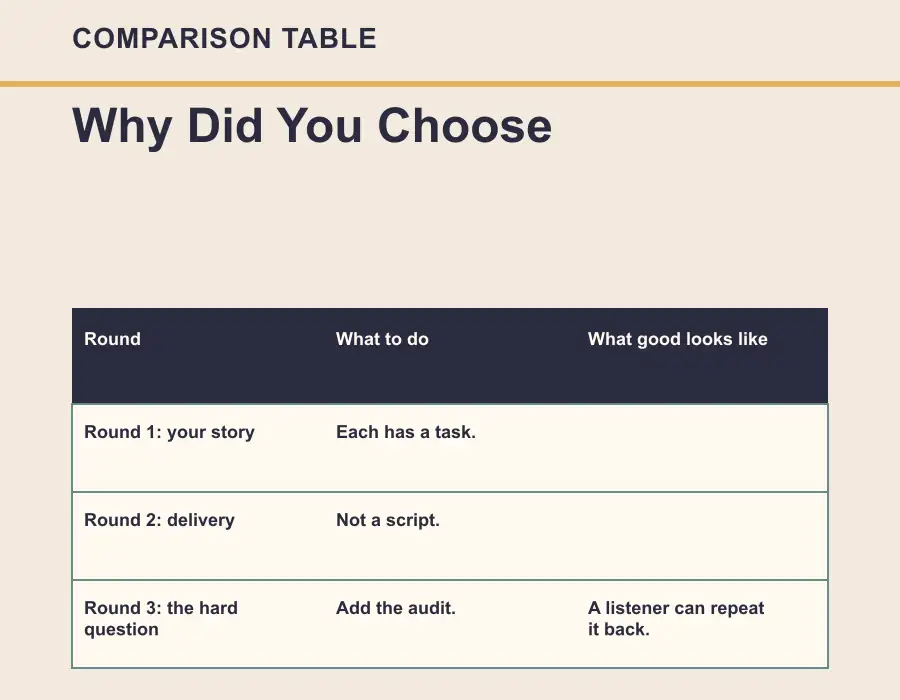 COMPARISON TABLE
Why Did You Choose
Round What to do What good looks like
Round 1: your story Each has a task.
Round 2: delivery Not a script.
Round 3: the hard Add the audit. A listener can repeat
question it back.